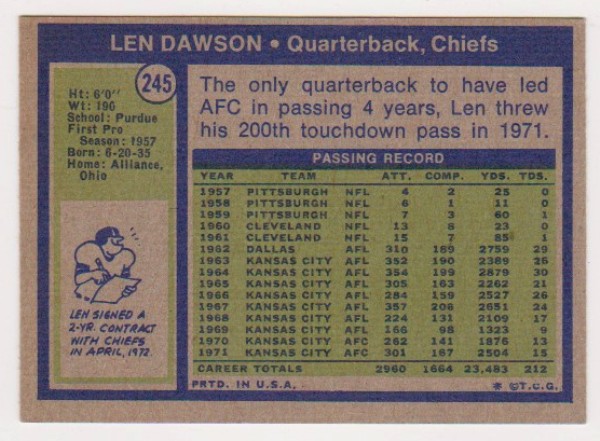 LEN DAWSON • Quarterback, Chiefs
245
Ht: 6'0"
Wt: 196
School: Purdue
First Pro
Season: 1957
Born: 6-20-35
Home: Alliance,
Ohio
LEN SIGNED A
2-YR. CONTRACT
WITH CHIEFS
IN APRIL, 1972.
The only quarterback to have led
AFC in passing 4 years, Len threw
his 200th touchdown pass in 1971.
PASSING RECORD
YEAR TEAM ATT. COMP. YDS. TDS.
1957 PITTSBURGH NFL 4 2 25 0
1958 PITTSBURGH NFL 6 1 11 0
1959 PITTSBURGH NFL 7 3 60 1
1960 CLEVELAND NFL 13 8 23 0
1961 CLEVELAND NFL 15 7 85 1
1962 DALLAS AFL 310 189 2759 29
1963 KANSAS CITY AFL 352 190 2389 26
1964 KANSAS CITY AFL 354 199 2879 30
1965 KANSAS CITY AFL 305 163 2262 21
1966 KANSAS CITY AFL 284 159 2527 26
1967 KANSAS CITY AFL 357 206 2651 24
1968 KANSAS CITY AFL 224 131 2109 17
1969 KANSAS CITY AFL 166 98 1323 9
1970 KANSAS CITY AFC 262 141 1876 13
1971 KANSAS CITY AFC 301 167 2504 15
CAREER TOTALS 2960 1664 23,483 212
PRTD. IN U.S.A. * ©T.C.G.